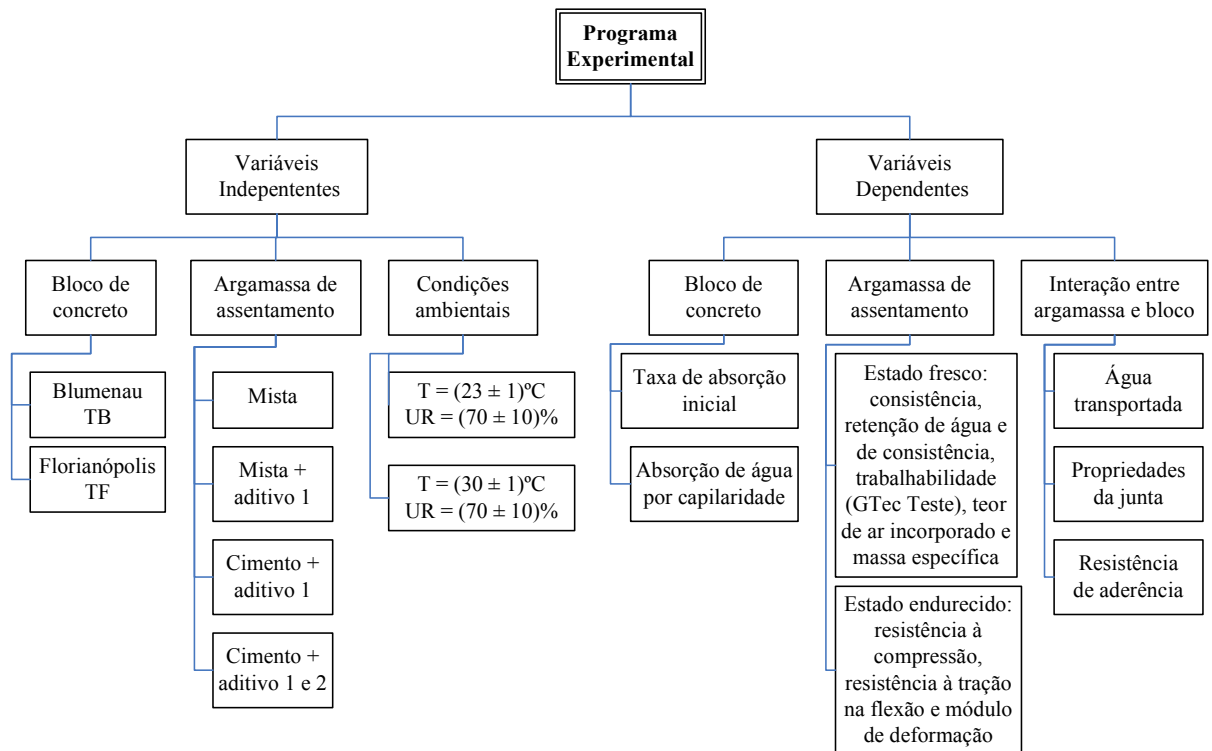 Programa
Experimental
Variáveis
Indepententes
Variáveis
Dependentes
Bloco de
concreto
Argamassa de
assentamento
Condições
ambientais
Bloco de
concreto
Argamassa de
assentamento
Interação entre
argamassa e bloco
Blumenau
TB
Florianópolis
TF
Mista
Mista +
aditivo 1
Cimento +
aditivo 1
Cimento +
aditivo 1 e 2
T = (23 ± 1)ºC
UR = (70 ± 10)%
T = (30 ± 1)ºC
UR = (70 ± 10)%
Taxa de absorção
inicial
Absorção de água
por capilaridade
Estado fresco:
consistência,
retenção de água e
de consistência,
trabalhabilidade
(GTec Teste), teor
de ar incorporado e
massa específica
Estado endurecido:
resistência à
compressão,
resistência à tração
na flexão e módulo
de deformação
Água
transportada
Propriedades
da junta
Resistência
de aderência